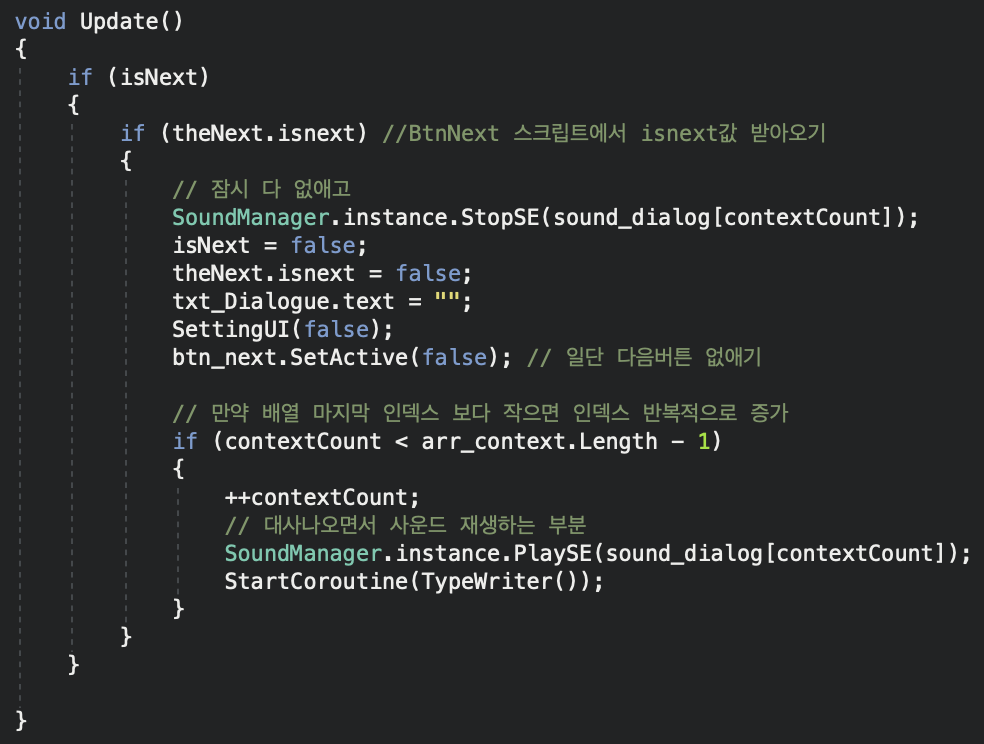 void Update()
{
    if (isNext)
    {
        if (theNext.isnext) //BtnNext 스크립트에서 isnext값 받아오기
        {
            // 잠시 다 없애고
            SoundManager.instance.StopSE(sound_dialog[contextCount]);
            isNext = false;
            theNext.isnext = false;
            txt_Dialogue.text = "";
            SettingUI(false);
            btn_next.SetActive(false); // 일단 다음버튼 없애기

            // 만약 배열 마지막 인덱스 보다 작으면 인덱스 반복적으로 증가
            if (contextCount < arr_context.Length - 1)
            {
                ++contextCount;
                // 대사나오면서 사운드 재생하는 부분
                SoundManager.instance.PlaySE(sound_dialog[contextCount]);
                StartCoroutine(TypeWriter());
            }
        }
    }

}